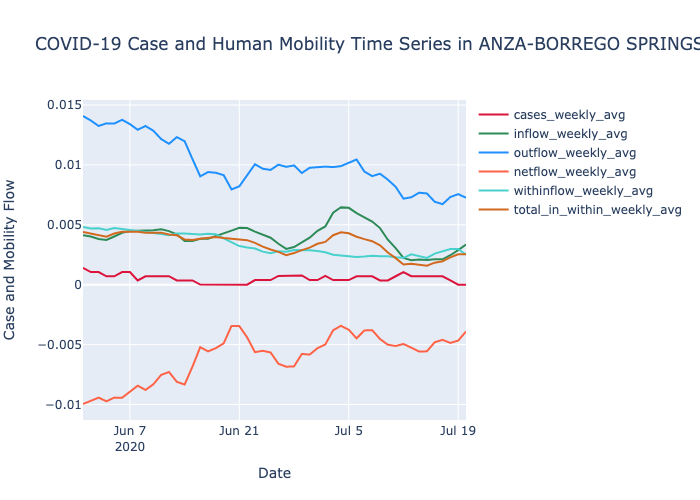 COVID-19 Case and Human Mobility Time Series in ANZA-BORREGO SPRINGS
0.015
0.01
0.005
0
−0.005
−0.01
Case and Mobility Flow
Jun 7
2020
Jun 21
Jul 5
Jul 19
Date
cases_weekly_avg
inflow_weekly_avg
outflow_weekly_avg
netflow_weekly_avg
withinflow_weekly_avg
total_in_within_weekly_avg